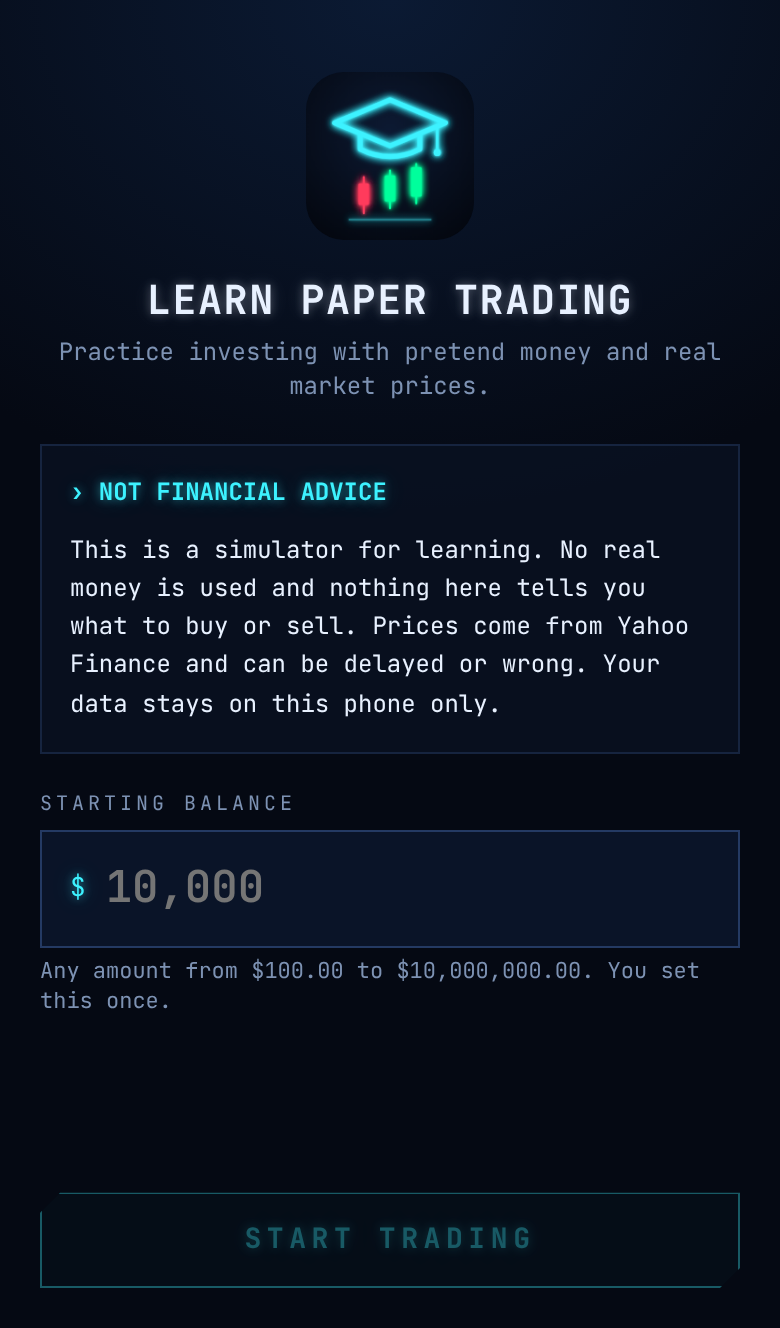 LEARN PAPER TRADING
Practice investing with pretend money and real
market prices.
› NOT FINANCIAL ADVICE
This is a simulator for learning. No real
money is used and nothing here tells you
what to buy or sell. Prices come from Yahoo
Finance and can be delayed or wrong. Your
data stays on this phone only.
STARTING BALANCE
$ 10,000
Any amount from $100.00 to $10,000,000.00. You set
this once.
START TRADING